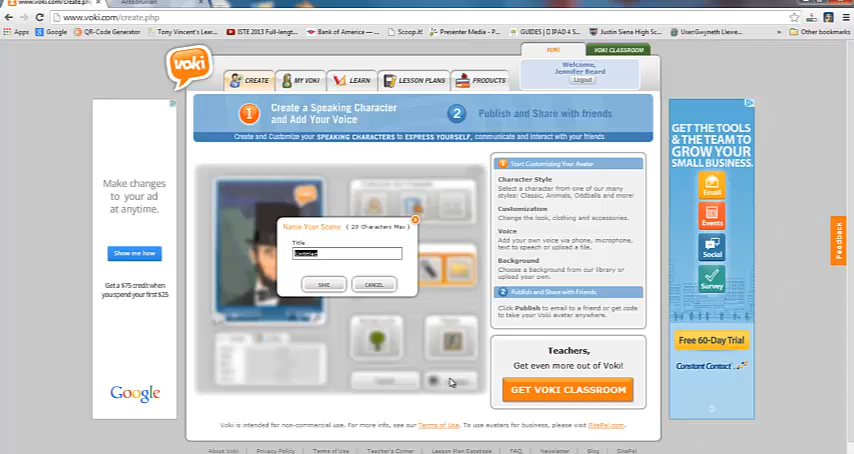 www.voki.com/create.php
Apps
Google
QR-Code Generator
Tony Vincent's Lear...
ISTE 2013 Full-lengt...
Bank of America — ...
Scoop.it!
Presenter Media - P...
GUIDES | D | IPAD 4 S...
Justin Siena High Sc...
User:Gwyneth Llewe...
Other bookmarks
voki
CREATE
MY VOKI
LEARN
LESSON PLANS
PRODUCTS
VOKI
VOKI CLASSROOM
Welcome,
Jennifer Beard
Logout
1 Create a Speaking Character
and Add Your Voice
2 Publish and Share with friends
Create and Customize your SPEAKING CHARACTERS to EXPRESS YOURSELF, communicate and interact with your friends
Make changes
to your ad
at anytime.
Show me how
Get a $75 credit when
you spend your first $25
Google
Name Your Scene ( 20 Characters Max )
Title
Untitled
SAVE
CANCEL
1 Start Customizing Your Avatar
Character Style
Select a character from one of our many
styles: Classic, Animals, Oddballs and more!
Customization
Change the look, clothing and accessories.
Voice
Add your own voice via phone, microphone,
text to speech or upload a file.
Background
Choose a background from our library or
upload your own.
2 Publish and Share with Friends
Click Publish to email to a friend or get code
to take your Voki avatar anywhere.
Teachers,
Get even more out of Voki!
GET VOKI CLASSROOM
GET THE TOOLS
& THE TEAM TO
GROW YOUR
SMALL BUSINESS.
Email
Events
Social
Survey
Free 60-Day Trial
Constant Contact
Feedback
Voki is intended for non-commercial use. For more info, see our Terms of Use. To use avatars for business, please visit SitePal.com.
About Voki
Privacy Policy
Terms of Use
Teacher's Corner
Lesson Plan Database
FAQ
Newsletter
Blog
SitePal